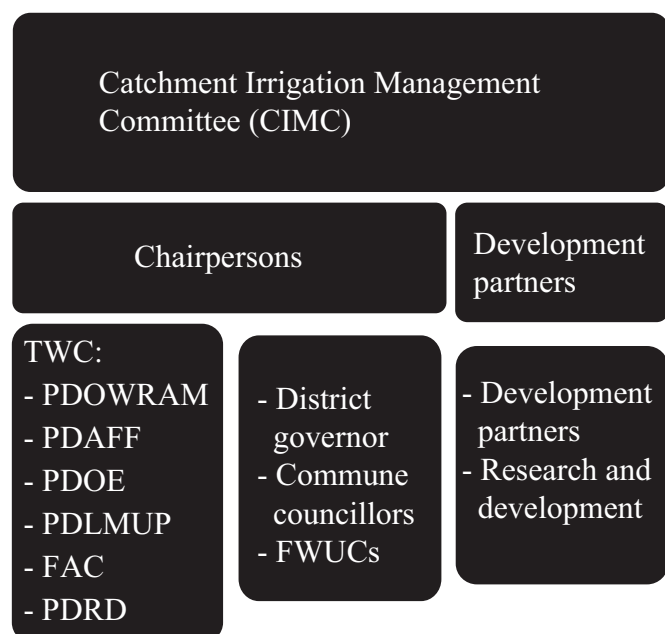 Catchment Irrigation Management
Committee (CIMC)
Chairpersons
Development
partners
TWC:
- PDOWRAM
- PDAFF
- PDOE
- PDLMUP
- FAC
- PDRD
- District
governor
- Commune
councillors
- FWUCs
- Development
partners
- Research and
development